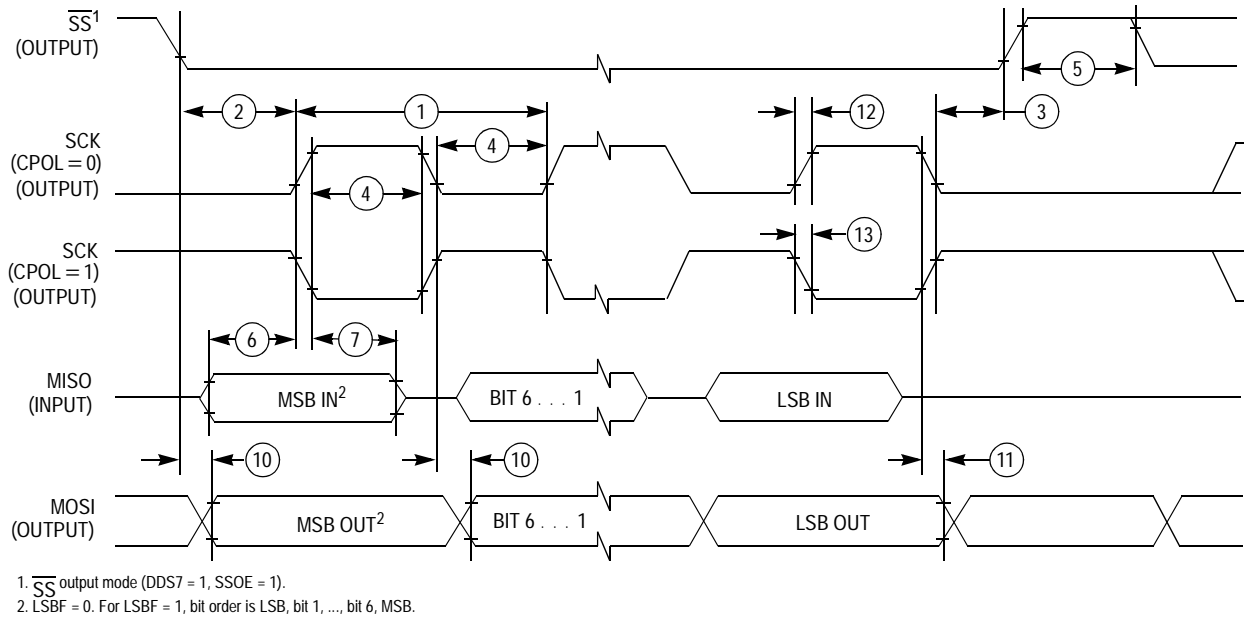 SS¹
(OUTPUT)
5
2
1
12
3
SCK
(CPOL = 0)
(OUTPUT)
4
4
SCK
(CPOL = 1)
(OUTPUT)
13
6
7
MISO
(INPUT)
MSB IN²
BIT 6 . . . 1
LSB IN
10
10
11
MOSI
(OUTPUT)
MSB OUT²
BIT 6 . . . 1
LSB OUT
1. SS output mode (DDS7 = 1, SSOE = 1).
2. LSBF = 0. For LSBF = 1, bit order is LSB, bit 1, ..., bit 6, MSB.